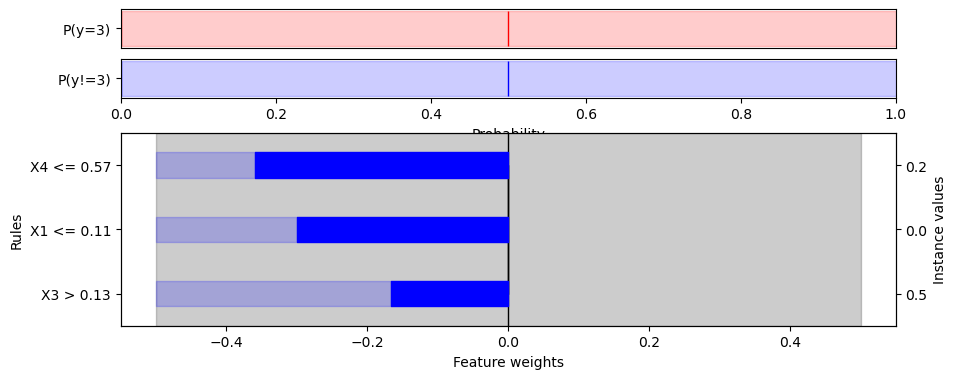 P(y=3)
P(y!=3)
0.0 0.2 0.4 0.6 0.8 1.0
Probability
X4 <= 0.57
X1 <= 0.11
X3 > 0.13
Rules
0.2
0.0
0.5
Instance values
−0.4 −0.2 0.0 0.2 0.4
Feature weights